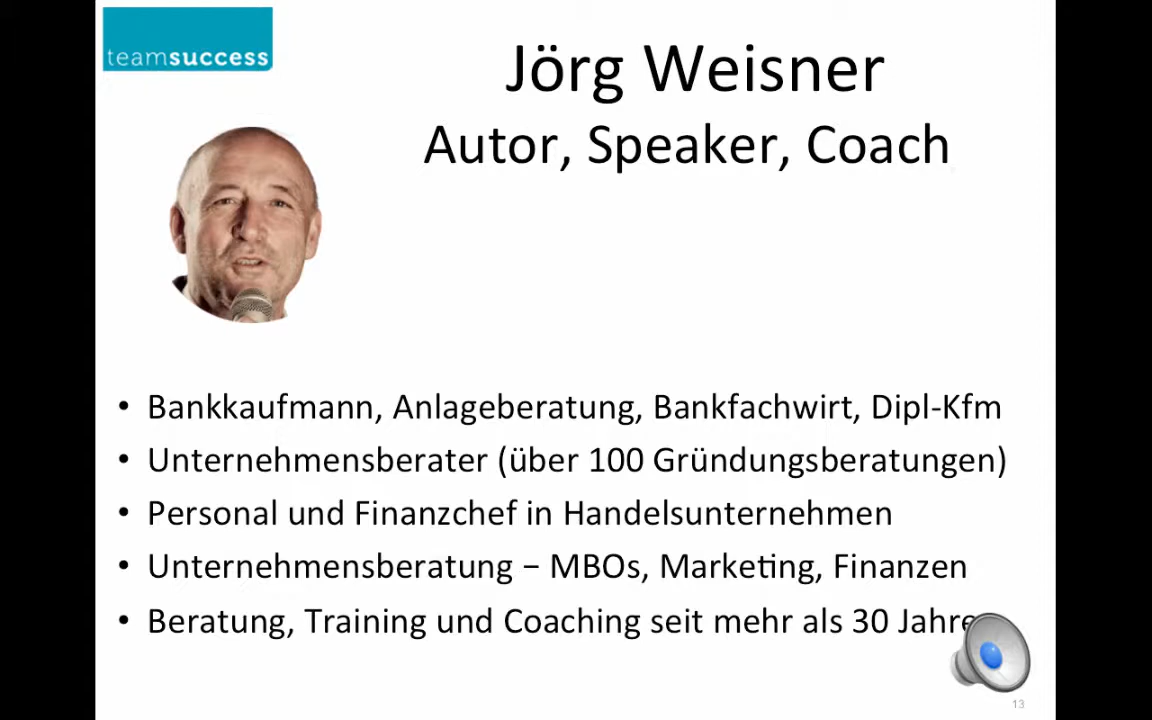 teamsuccess
Jörg Weisner
Autor, Speaker, Coach
• Bankkaufmann, Anlageberatung, Bankfachwirt, Dipl-Kfm
• Unternehmensberater (über 100 Gründungsberatungen)
• Personal und Finanzchef in Handelsunternehmen
• Unternehmensberatung – MBOs, Marketing, Finanzen
• Beratung, Training und Coaching seit mehr als 30 Jahre
13